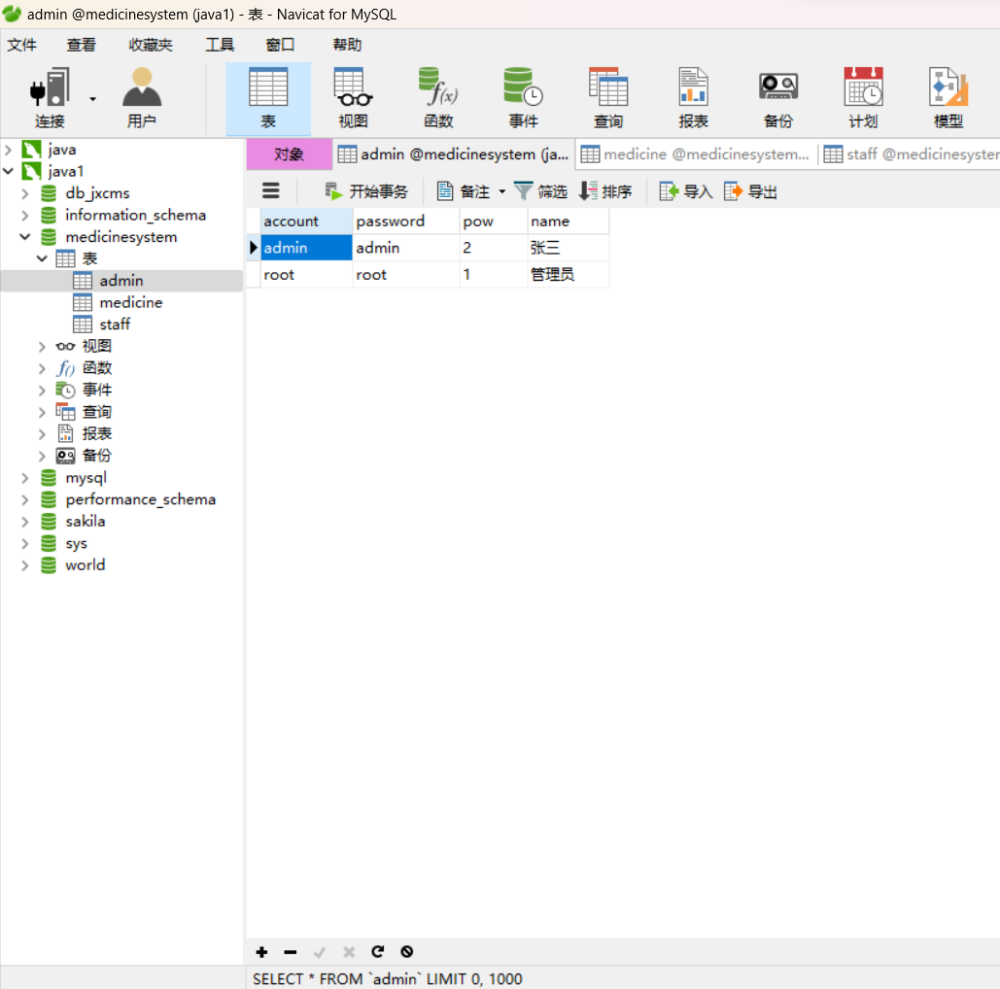 admin @medicinesystem (java1) - 表 - Navicat for MySQL
文件 查看 收藏夹 工具 窗口 帮助
连接 用户 表 视图 函数 事件 查询 报表 备份 计划 模型
对象 admin @medicinesystem (ja... medicine @medicinesystem... staff @medicinesyster
开始事务 备注 筛选 排序 导入 导出
account password pow name
admin admin 2 张三
root root 1 管理员
java
java1
db_jxcms
information_schema
medicinesystem
表
admin
medicine
staff
视图
函数
事件
查询
报表
备份
mysql
performance_schema
sakila
sys
world
SELECT * FROM `admin` LIMIT 0, 1000